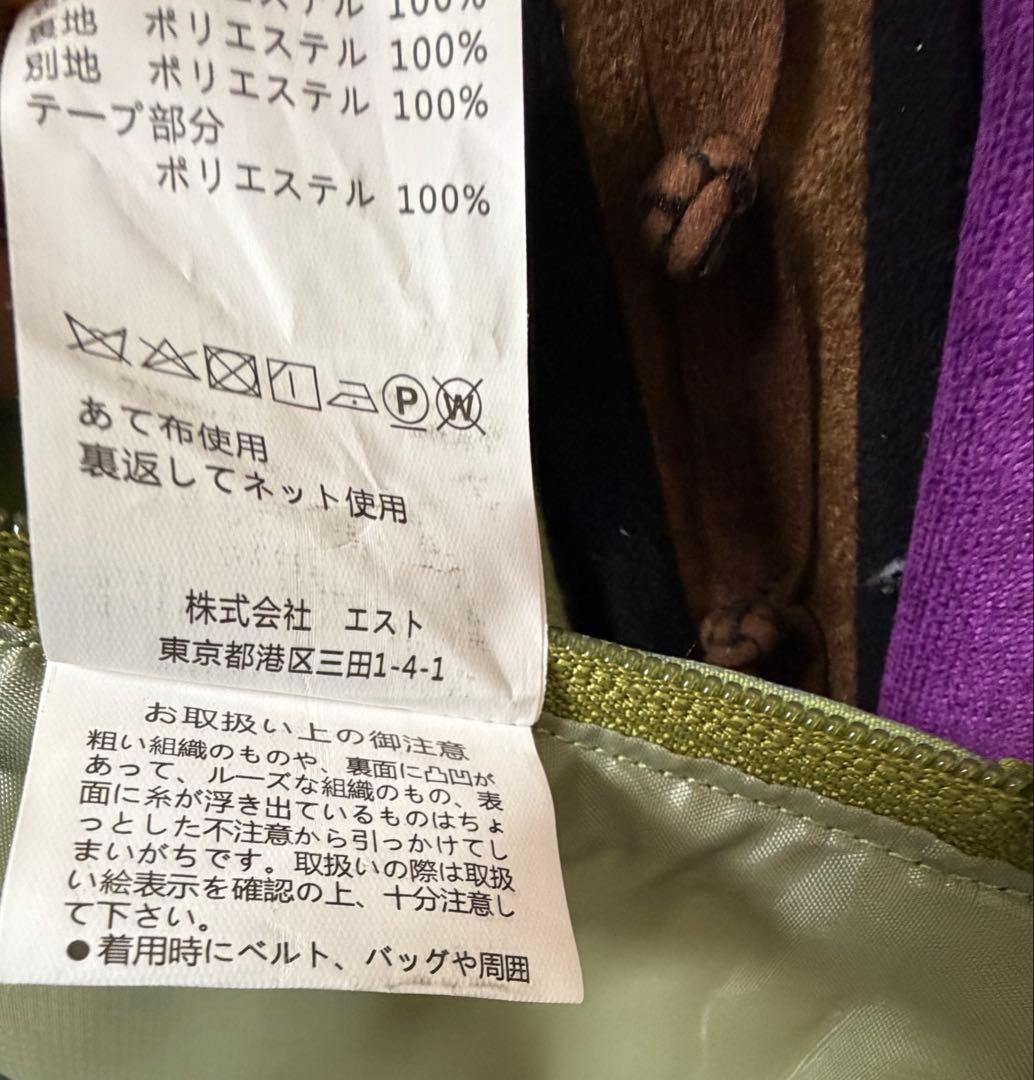 ステル 100%
裏地 ポリエステル 100%
別地 ポリエステル 100%
テープ部分
ポリエステル 100%
P W
あて布使用
裏返してネット使用
株式会社 エスト
東京都港区三田1-4-1
お取扱い上の御注意
粗い組織のものや、裏面に凸凹が
あって、ルーズな組織のもの、表
面に糸が浮き出ているものはちょ
っとした不注意から引っかけてし
まいがちです。取扱いの際は取扱
い絵表示を確認の上、十分注意し
て下さい。
●着用時にベルト、バッグや周囲